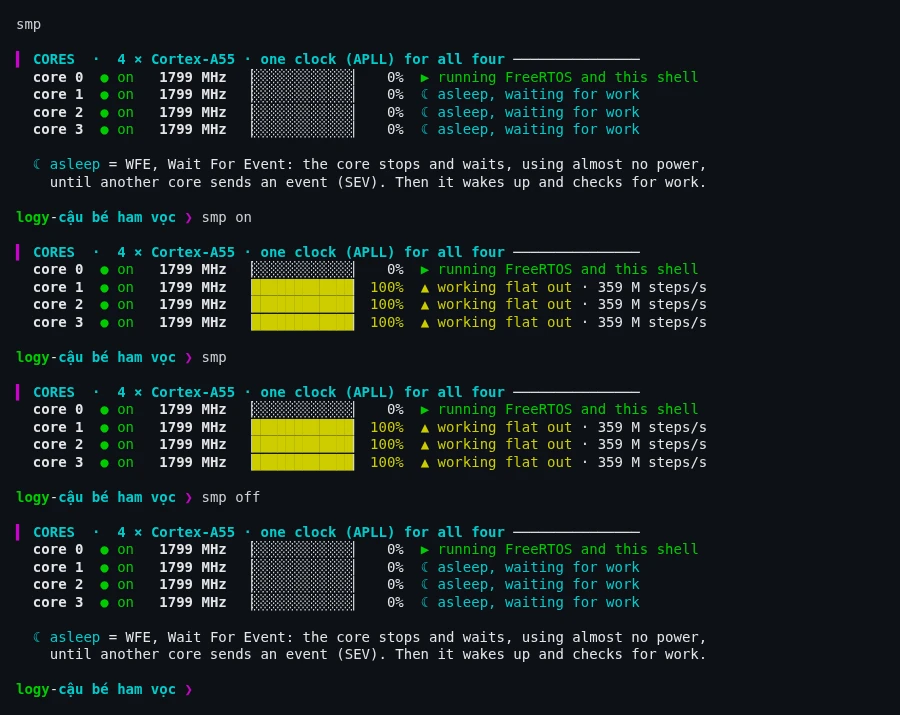 smp
CORES · 4 × Cortex-A55 · one clock (APLL) for all four
core 0 ● on 1799 MHz 0% ▶ running FreeRTOS and this shell
core 1 ● on 1799 MHz 0% ☾ asleep, waiting for work
core 2 ● on 1799 MHz 0% ☾ asleep, waiting for work
core 3 ● on 1799 MHz 0% ☾ asleep, waiting for work
☾ asleep = WFE, Wait For Event: the core stops and waits, using almost no power,
until another core sends an event (SEV). Then it wakes up and checks for work.
logy-cậu bé ham vọc ❯ smp on
CORES · 4 × Cortex-A55 · one clock (APLL) for all four
core 0 ● on 1799 MHz 0% ▶ running FreeRTOS and this shell
core 1 ● on 1799 MHz 100% ▲ working flat out · 359 M steps/s
core 2 ● on 1799 MHz 100% ▲ working flat out · 359 M steps/s
core 3 ● on 1799 MHz 100% ▲ working flat out · 359 M steps/s
logy-cậu bé ham vọc ❯ smp
CORES · 4 × Cortex-A55 · one clock (APLL) for all four
core 0 ● on 1799 MHz 0% ▶ running FreeRTOS and this shell
core 1 ● on 1799 MHz 100% ▲ working flat out · 359 M steps/s
core 2 ● on 1799 MHz 100% ▲ working flat out · 359 M steps/s
core 3 ● on 1799 MHz 100% ▲ working flat out · 359 M steps/s
logy-cậu bé ham vọc ❯ smp off
CORES · 4 × Cortex-A55 · one clock (APLL) for all four
core 0 ● on 1799 MHz 0% ▶ running FreeRTOS and this shell
core 1 ● on 1799 MHz 0% ☾ asleep, waiting for work
core 2 ● on 1799 MHz 0% ☾ asleep, waiting for work
core 3 ● on 1799 MHz 0% ☾ asleep, waiting for work
☾ asleep = WFE, Wait For Event: the core stops and waits, using almost no power,
until another core sends an event (SEV). Then it wakes up and checks for work.
logy-cậu bé ham vọc ❯